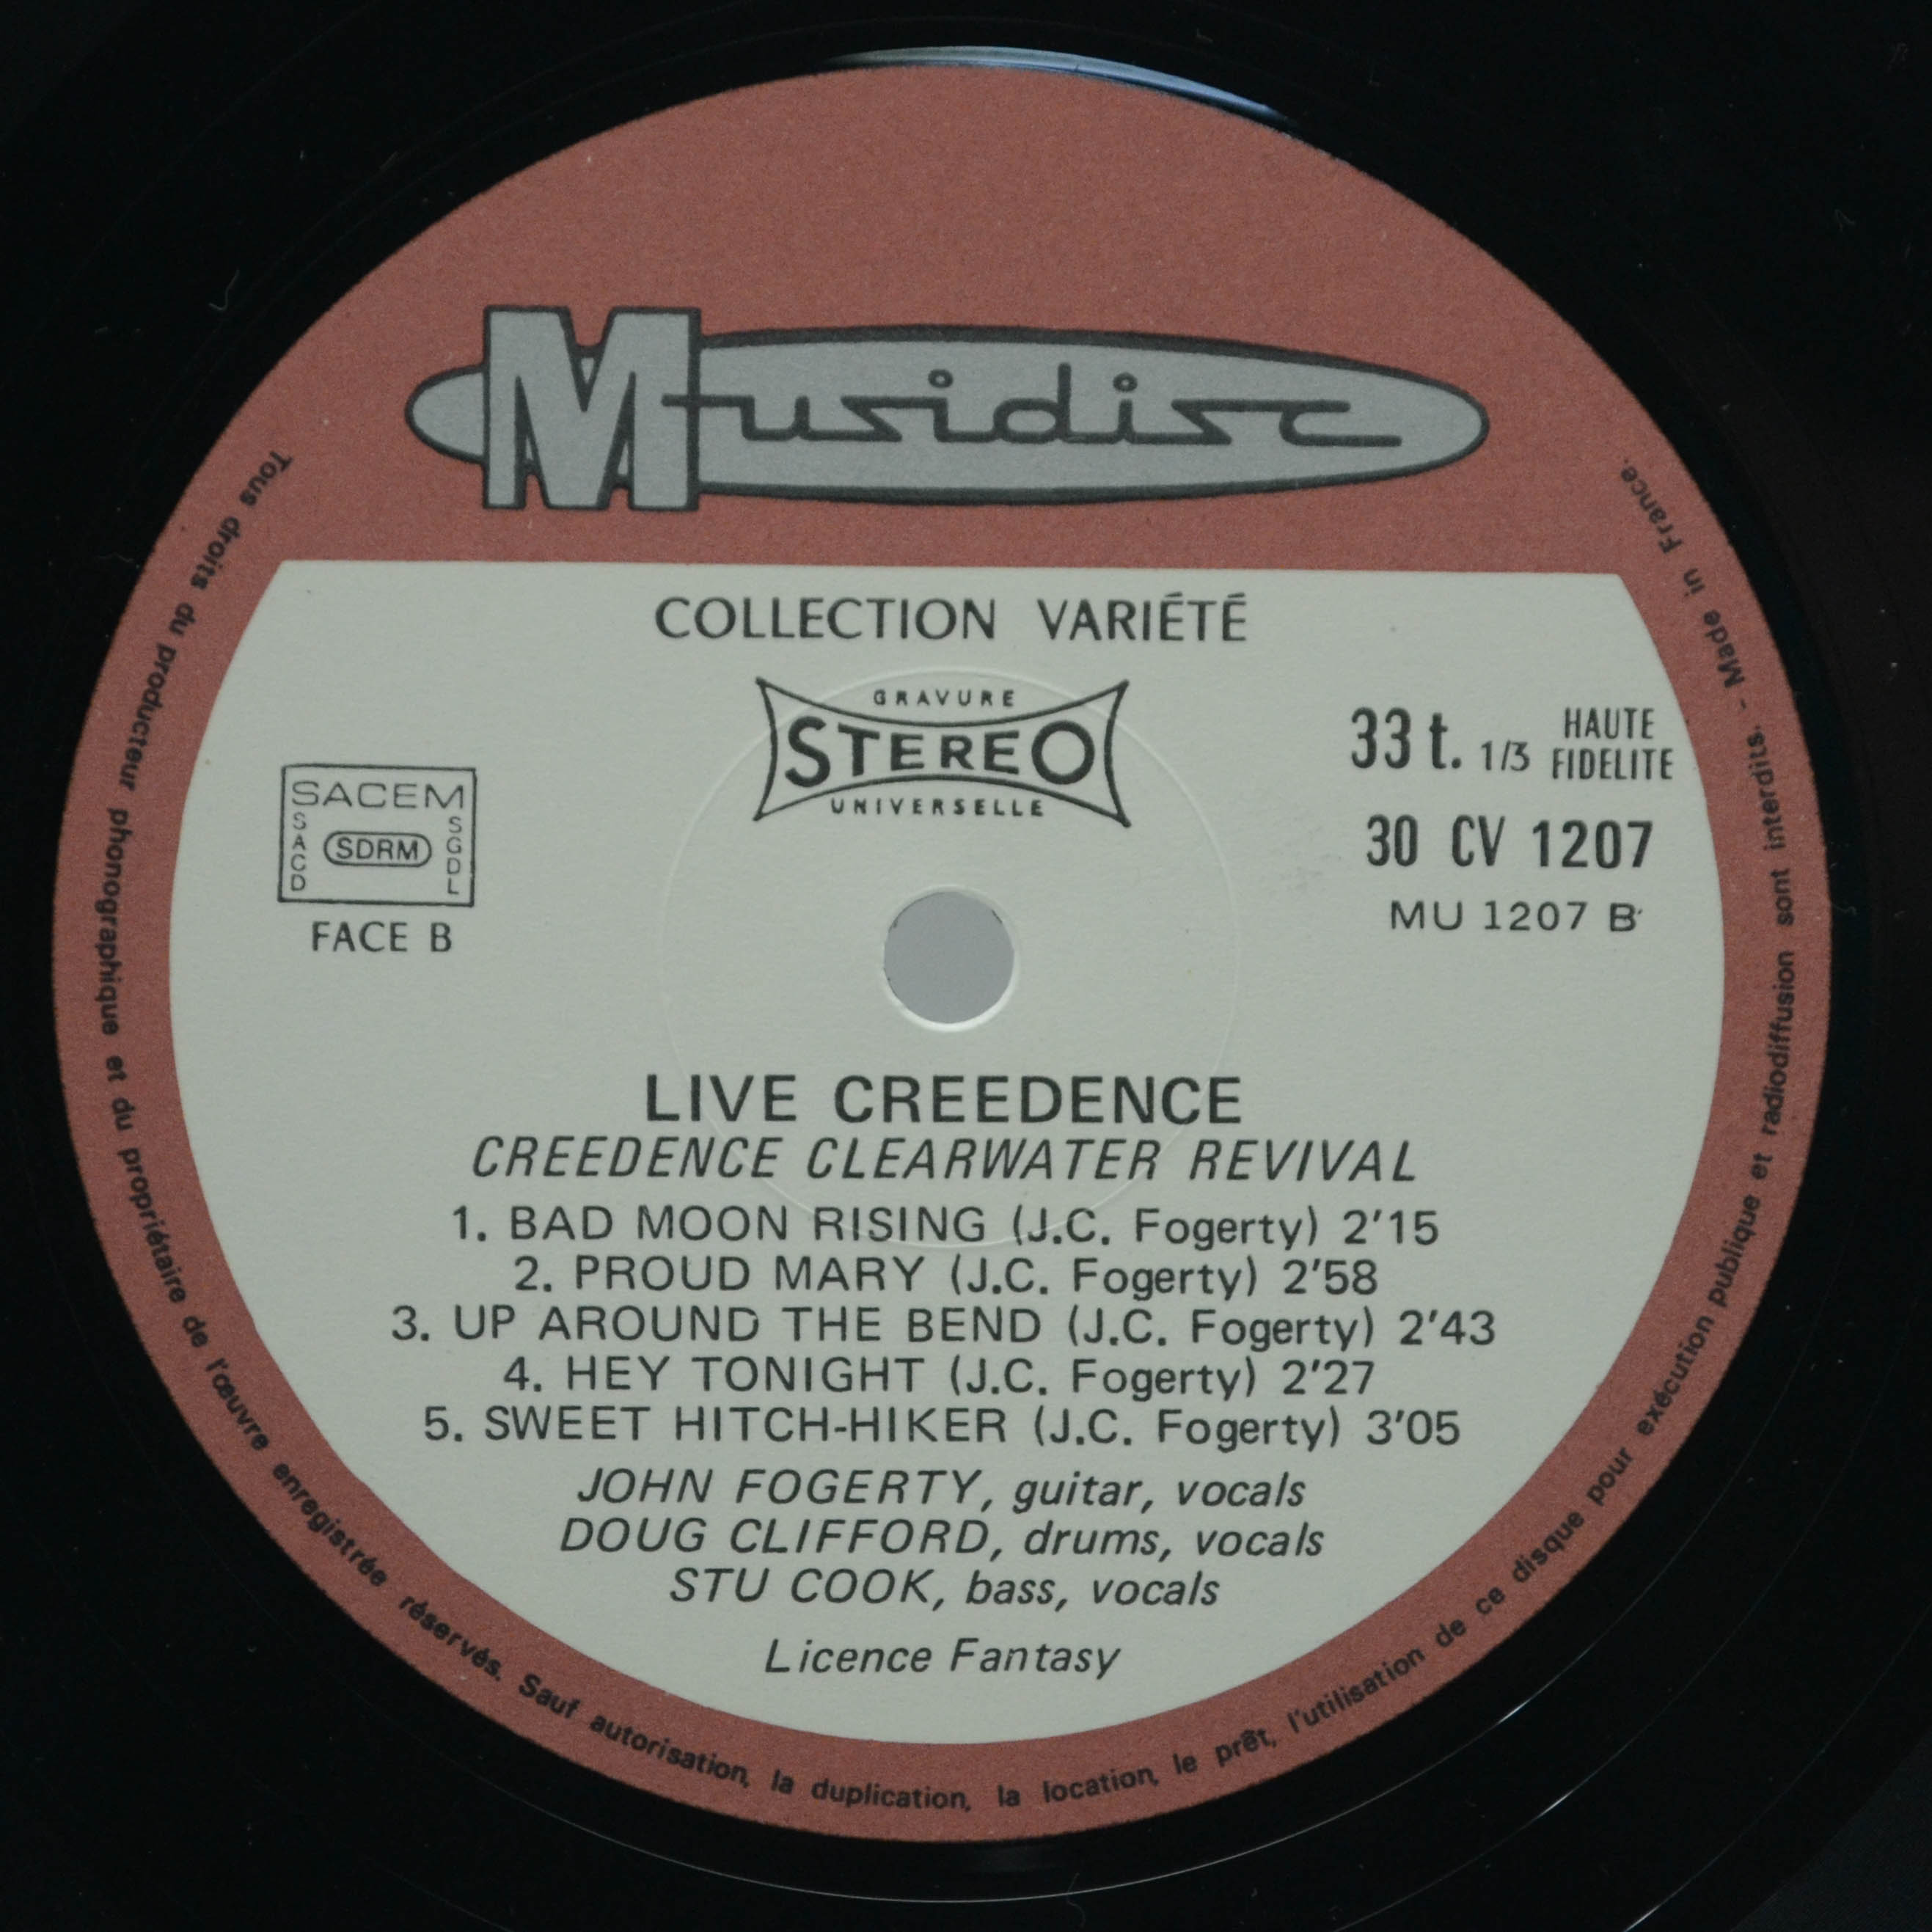 Musidisc
COLLECTION VARIÉTÉ
GRAVURE
STEREO
UNIVERSELLE
33 t. 1/3 HAUTE FIDELITE
30 CV 1207
MU 1207 B
SACEM
SACD
SDRM
SGDL
FACE B
LIVE CREEDENCE
CREEDENCE CLEARWATER REVIVAL
1. BAD MOON RISING (J.C. Fogerty) 2'15
2. PROUD MARY (J.C. Fogerty) 2'58
3. UP AROUND THE BEND (J.C. Fogerty) 2'43
4. HEY TONIGHT (J.C. Fogerty) 2'27
5. SWEET HITCH-HIKER (J.C. Fogerty) 3'05
JOHN FOGERTY, guitar, vocals
DOUG CLIFFORD, drums, vocals
STU COOK, bass, vocals
Licence Fantasy
Tous droits du producteur phonographique et du propriétaire de l'œuvre enregistrée réservés. Sauf autorisation, la duplication, la location, le prêt, l'utilisation de ce disque pour exécution publique et radiodiffusion sont interdits. - Made in France.